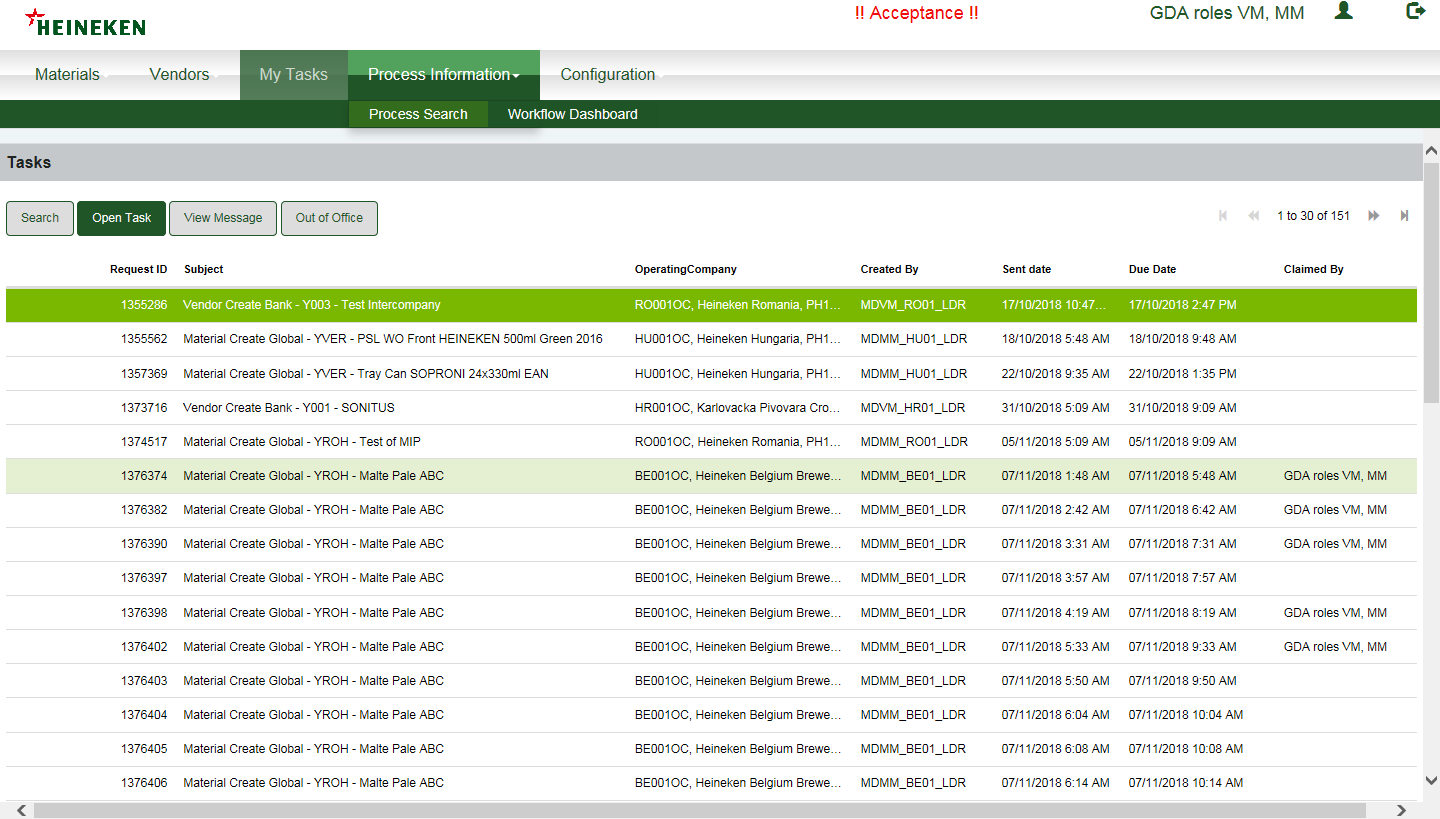 HEINEKEN
!! Acceptance !! GDA roles VM, MM
Materials Vendors My Tasks Process Information Configuration
Process Search Workflow Dashboard
Tasks
Search Open Task View Message Out of Office 1 to 30 of 151
Request ID Subject OperatingCompany Created By Sent date Due Date Claimed By
1355286 Vendor Create Bank - Y003 - Test Intercompany RO001OC, Heineken Romania, PH1... MDVM_RO01_LDR 17/10/2018 10:47... 17/10/2018 2:47 PM
1355562 Material Create Global - YVER - PSL WO Front HEINEKEN 500ml Green 2016 HU001OC, Heineken Hungaria, PH1... MDMM_HU01_LDR 18/10/2018 5:48 AM 18/10/2018 9:48 AM
1357369 Material Create Global - YVER - Tray Can SOPRONI 24x330ml EAN HU001OC, Heineken Hungaria, PH1... MDMM_HU01_LDR 22/10/2018 9:35 AM 22/10/2018 1:35 PM
1373716 Vendor Create Bank - Y001 - SONITUS HR001OC, Karlovacka Pivovara Cro... MDVM_HR01_LDR 31/10/2018 5:09 AM 31/10/2018 9:09 AM
1374517 Material Create Global - YROH - Test of MIP RO001OC, Heineken Romania, PH1... MDMM_RO01_LDR 05/11/2018 5:09 AM 05/11/2018 9:09 AM
1376374 Material Create Global - YROH - Malte Pale ABC BE001OC, Heineken Belgium Brewe... MDMM_BE01_LDR 07/11/2018 1:48 AM 07/11/2018 5:48 AM GDA roles VM, MM
1376382 Material Create Global - YROH - Malte Pale ABC BE001OC, Heineken Belgium Brewe... MDMM_BE01_LDR 07/11/2018 2:42 AM 07/11/2018 6:42 AM GDA roles VM, MM
1376390 Material Create Global - YROH - Malte Pale ABC BE001OC, Heineken Belgium Brewe... MDMM_BE01_LDR 07/11/2018 3:31 AM 07/11/2018 7:31 AM GDA roles VM, MM
1376397 Material Create Global - YROH - Malte Pale ABC BE001OC, Heineken Belgium Brewe... MDMM_BE01_LDR 07/11/2018 3:57 AM 07/11/2018 7:57 AM
1376398 Material Create Global - YROH - Malte Pale ABC BE001OC, Heineken Belgium Brewe... MDMM_BE01_LDR 07/11/2018 4:19 AM 07/11/2018 8:19 AM GDA roles VM, MM
1376402 Material Create Global - YROH - Malte Pale ABC BE001OC, Heineken Belgium Brewe... MDMM_BE01_LDR 07/11/2018 5:33 AM 07/11/2018 9:33 AM GDA roles VM, MM
1376403 Material Create Global - YROH - Malte Pale ABC BE001OC, Heineken Belgium Brewe... MDMM_BE01_LDR 07/11/2018 5:50 AM 07/11/2018 9:50 AM
1376404 Material Create Global - YROH - Malte Pale ABC BE001OC, Heineken Belgium Brewe... MDMM_BE01_LDR 07/11/2018 6:04 AM 07/11/2018 10:04 AM
1376405 Material Create Global - YROH - Malte Pale ABC BE001OC, Heineken Belgium Brewe... MDMM_BE01_LDR 07/11/2018 6:08 AM 07/11/2018 10:08 AM
1376406 Material Create Global - YROH - Malte Pale ABC BE001OC, Heineken Belgium Brewe... MDMM_BE01_LDR 07/11/2018 6:14 AM 07/11/2018 10:14 AM